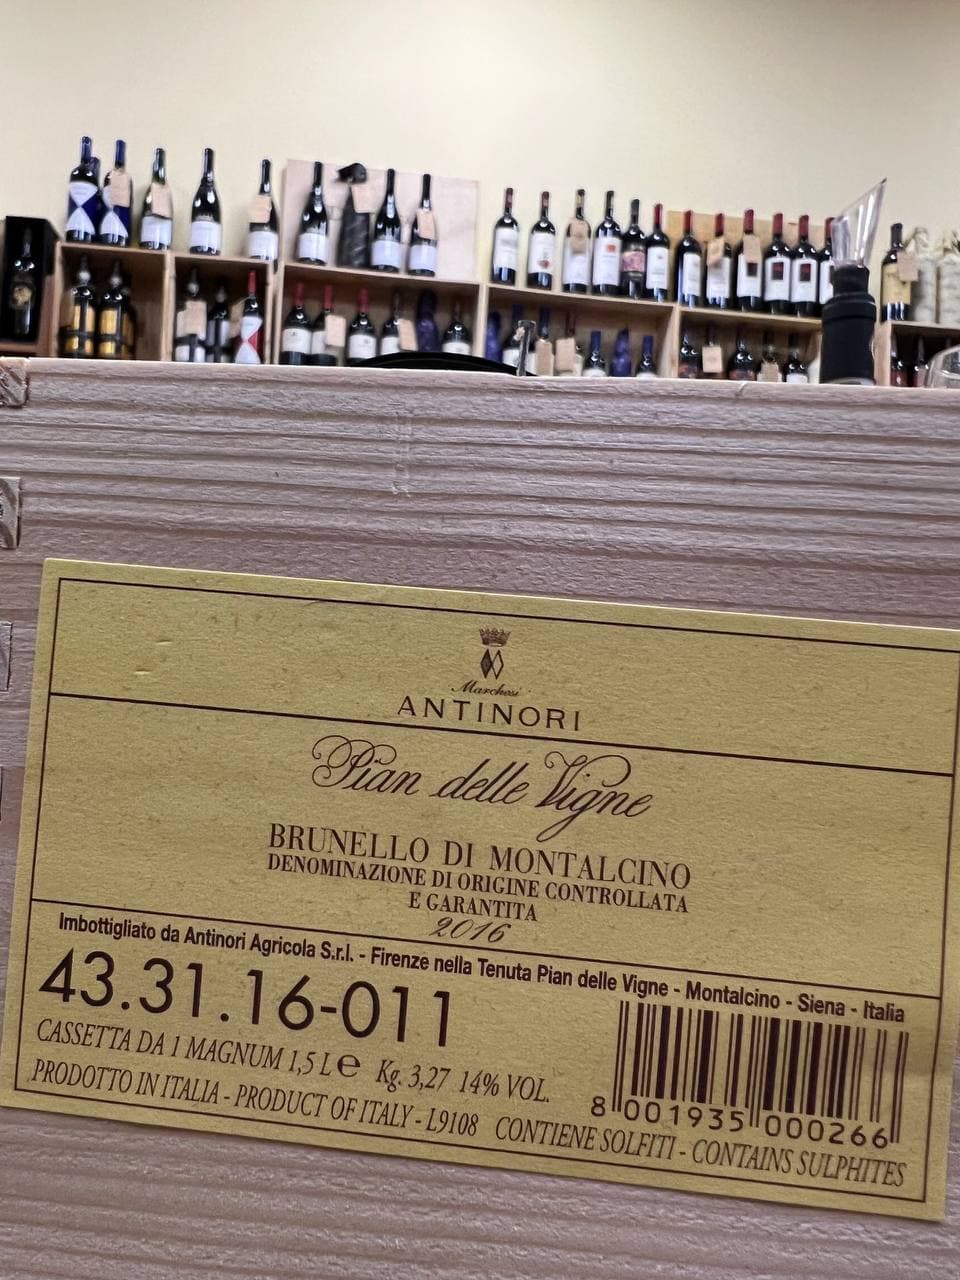 Marchesi
ANTINORI
Pian delle Vigne
BRUNELLO DI MONTALCINO
DENOMINAZIONE DI ORIGINE CONTROLLATA
E GARANTITA
2016
Imbottigliato da Antinori Agricola S.r.l. - Firenze nella Tenuta Pian delle Vigne - Montalcino - Siena - Italia
43.31.16-011
CASSETTA DA 1 MAGNUM 1,5 L e Kg. 3,27 14% VOL.
PRODOTTO IN ITALIA - PRODUCT OF ITALY - L9108 CONTIENE SOLFITI - CONTAINS SULPHITES
8 001935 000266